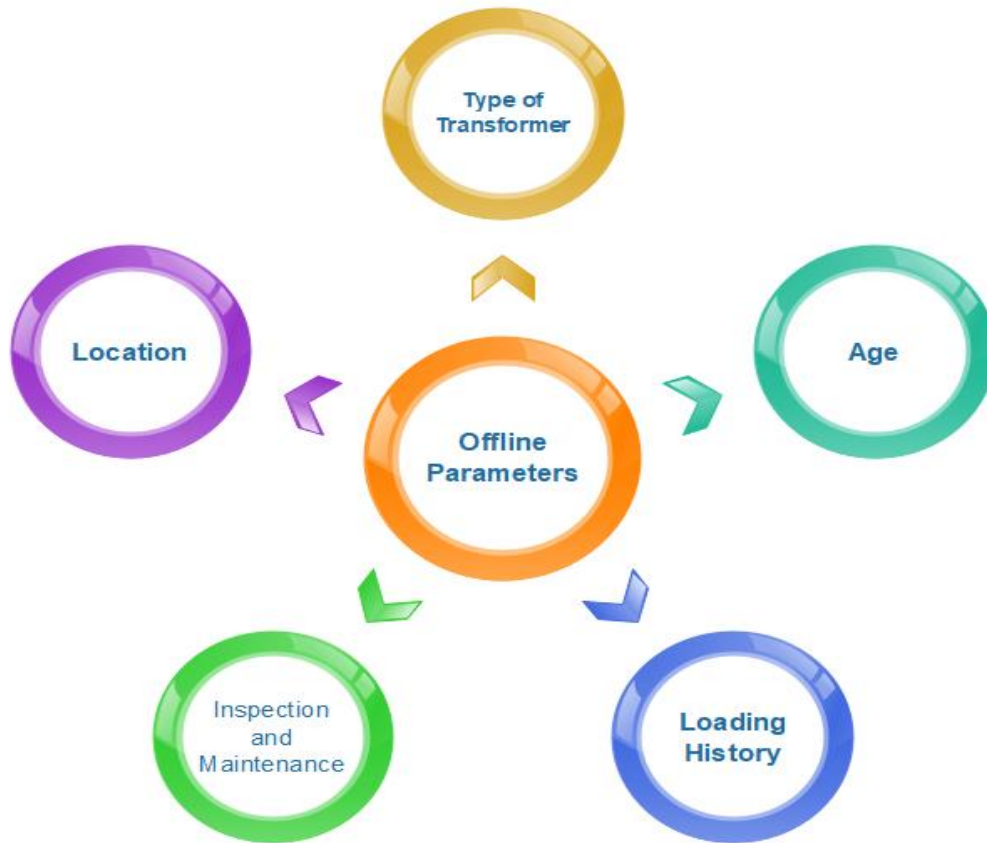 Type of
Transformer
Location
Age
Offline
Parameters
Inspection
and
Maintenance
Loading
History